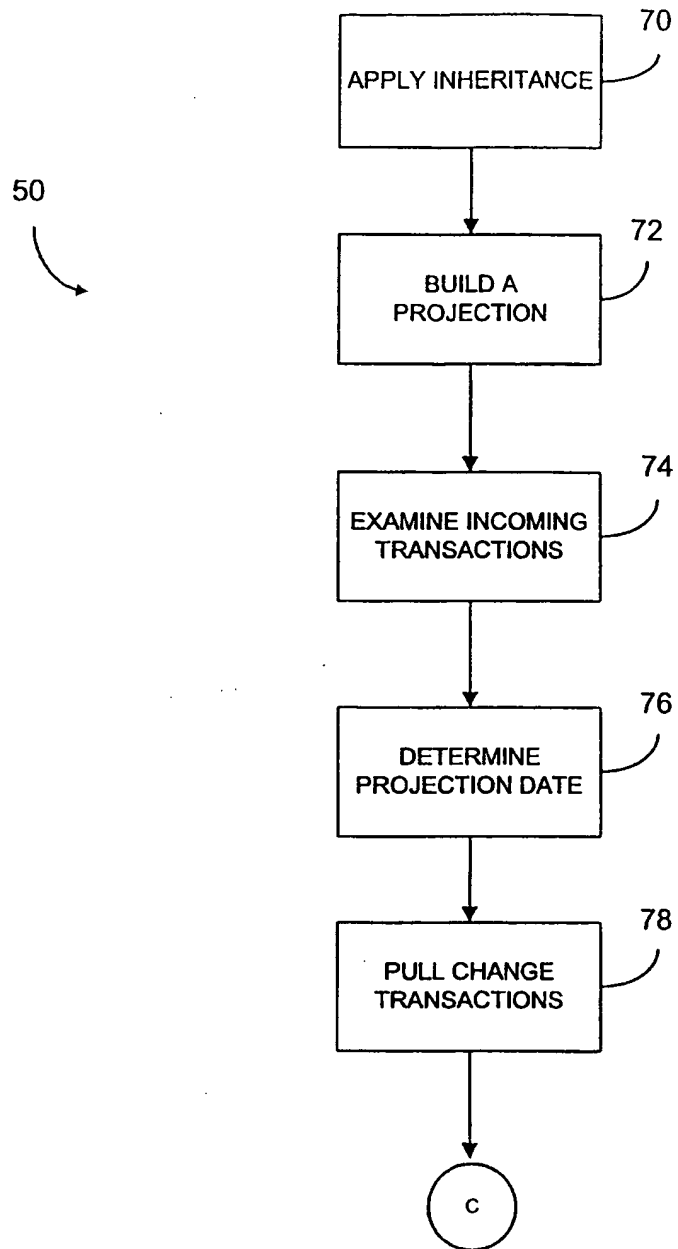 70
APPLY INHERITANCE
50
72
BUILD A
PROJECTION
74
EXAMINE INCOMING
TRANSACTIONS
76
DETERMINE
PROJECTION DATE
78
PULL CHANGE
TRANSACTIONS
C